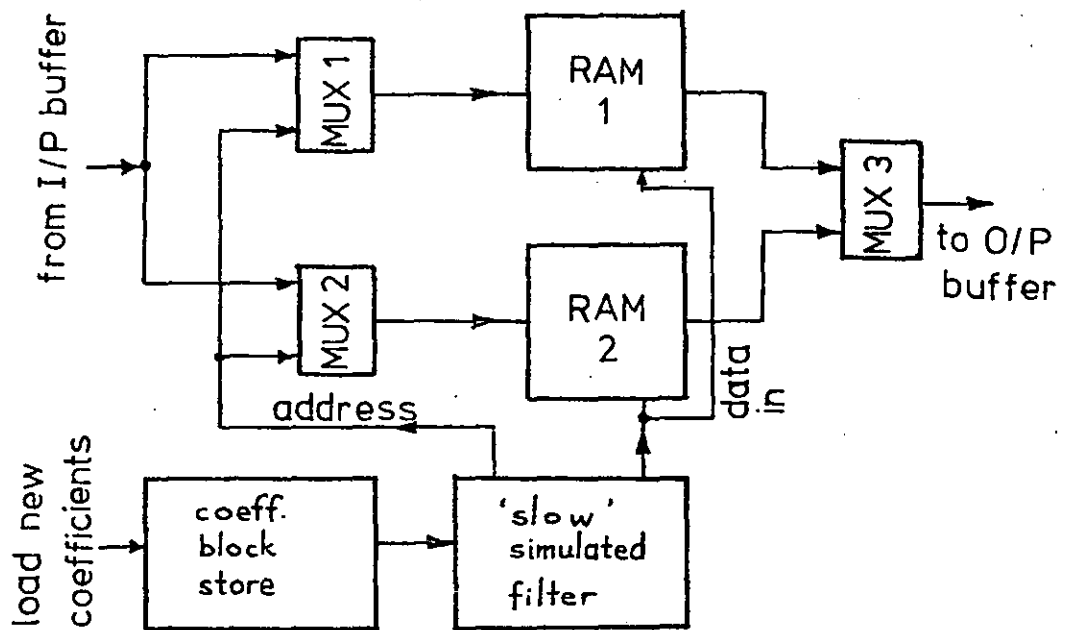 from I/P buffer
MUX 1
RAM
1
MUX 3
to O/P
buffer
MUX 2
RAM
2
data
in
address
load new
coefficients
coeff.
block
store
'slow'
simulated
filter